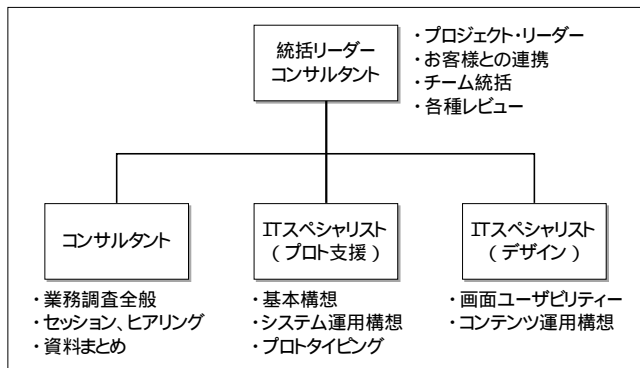 統括リーダー
コンサルタント
・プロジェクト・リーダー
・お客様との連携
・チーム統括
・各種レビュー
コンサルタント
・業務調査全般
・セッション、ヒアリング
・資料まとめ
ITスペシャリスト
（プロト支援）
・基本構想
・システム運用構想
・プロトタイピング
ITスペシャリスト
（デザイン）
・画面ユーザビリティー
・コンテンツ運用構想